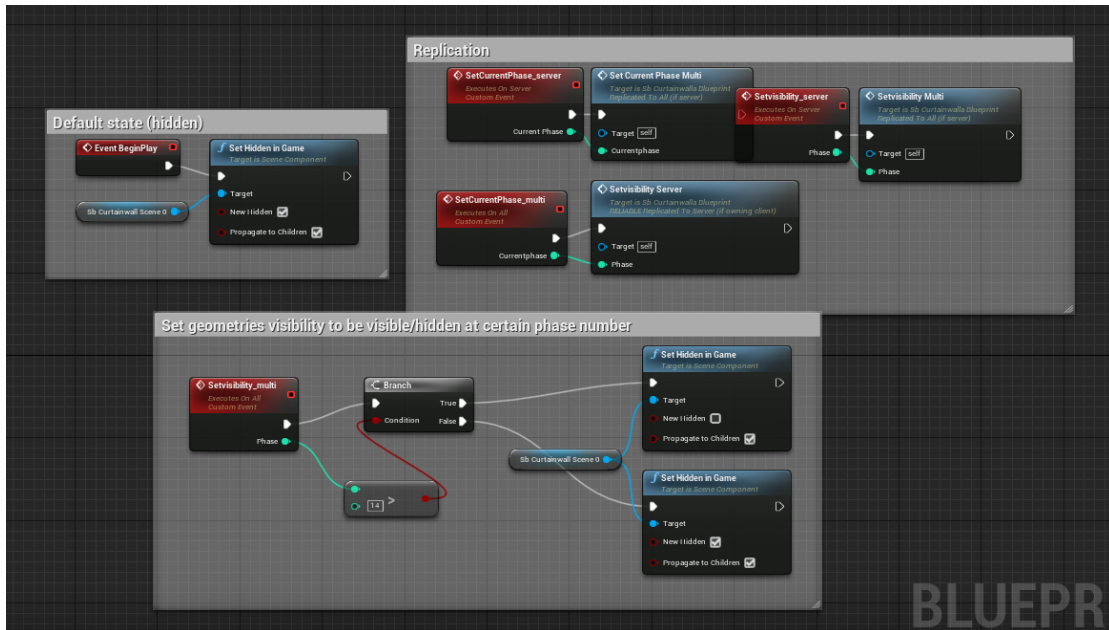 Replication
SetCurrentPhase_server
Executes On Server
Custom Event
Current Phase
Set Current Phase Multi
Target is Sb Curtainwalla Blueprint
Replicated To All (if server)
Target self
Currentphase
Setvisibility_server
Executes On Server
Custom Event
Phase
Setvisibility Multi
Target is Sb Curtainwalla Blueprint
Replicated To All (if server)
Target self
Phase
SetCurrentPhase_multi
Executes On All
Custom Event
Currentphase
Setvisibility Server
Target is Sb Curtainwalla Blueprint
RELIABLE Replicated To Server (if owning client)
Target self
Phase
Default state (hidden)
Event BeginPlay
Sb Curtainwall Scene 0
Set Hidden in Game
Target is Scene Component
Target
New Hidden
Propagate to Children
Set geometries visibility to be visible/hidden at certain phase number
Setvisibility_multi
Executes On All
Custom Event
Phase
Branch
True
Condition False
14 >
Sb Curtainwall Scene 0
f Set Hidden in Game
Target is Scene Component
Target
New Hidden
Propagate to Children
f Set Hidden in Game
Target is Scene Component
Target
New Hidden
Propagate to Children
BLUEPR